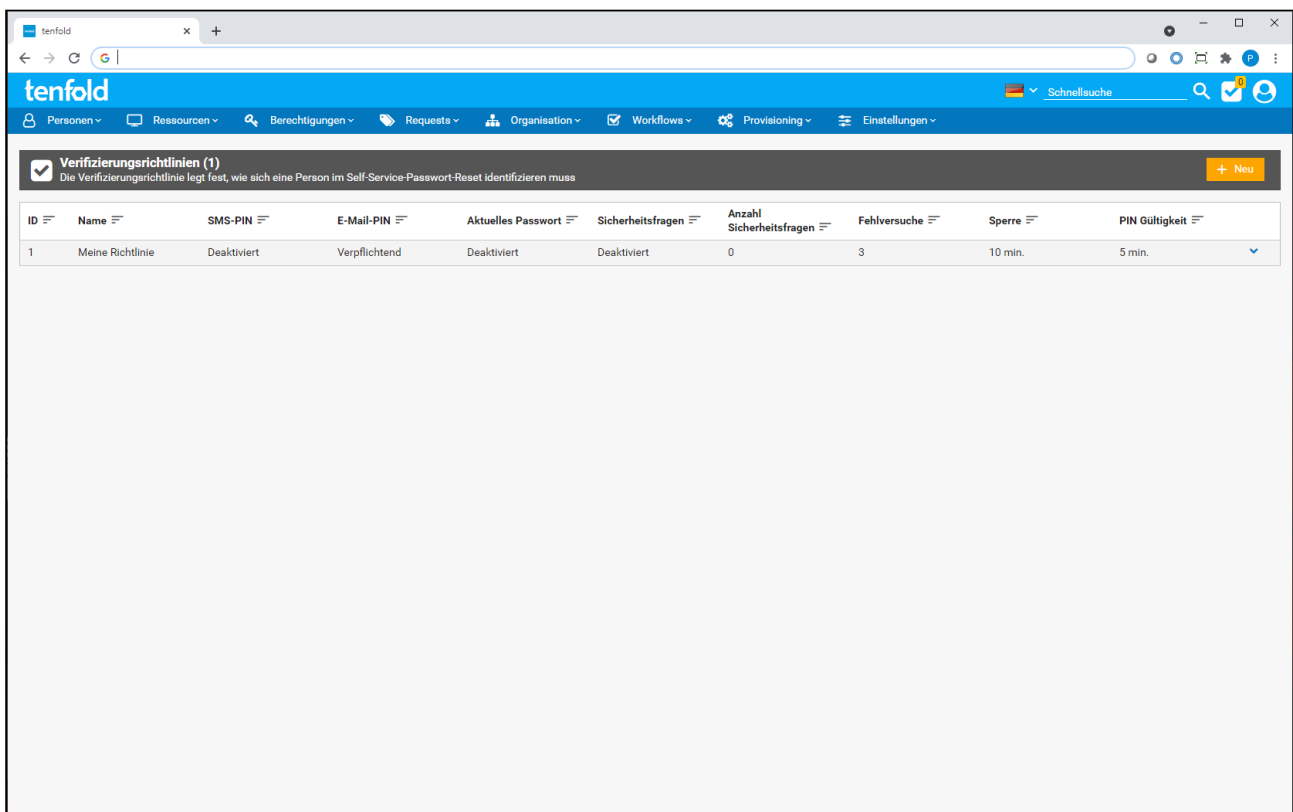 tenfold
tenfold
Schnellsuche
0
P
Personen Ressourcen Berechtigungen Requests Organisation Workflows Provisioning Einstellungen
Verifizierungsrichtlinien (1)
Die Verifizierungsrichtlinie legt fest, wie sich eine Person im Self-Service-Passwort-Reset identifizieren muss
+ Neu
ID Name SMS-PIN E-Mail-PIN Aktuelles Passwort Sicherheitsfragen Anzahl Sicherheitsfragen Fehlversuche Sperre PIN Gültigkeit
1 Meine Richtlinie Deaktiviert Verpflichtend Deaktiviert Deaktiviert 0 3 10 min. 5 min.